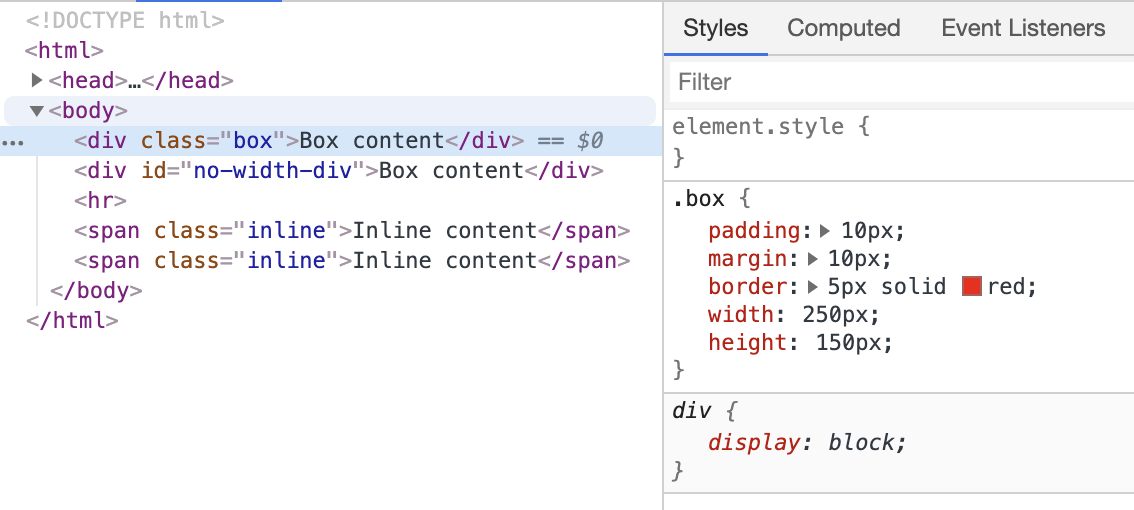 <!DOCTYPE html>
<html>
▶<head>…</head>
▼<body>
••• <div class="box">Box content</div> == $0
<div id="no-width-div">Box content</div>
<hr>
<span class="inline">Inline content</span>
<span class="inline">Inline content</span>
</body>
</html>
Styles Computed Event Listeners
Filter
element.style {
}
.box {
padding:▶ 10px;
margin:▶ 10px;
border:▶ 5px solid red;
width: 250px;
height: 150px;
}
div {
display: block;
}